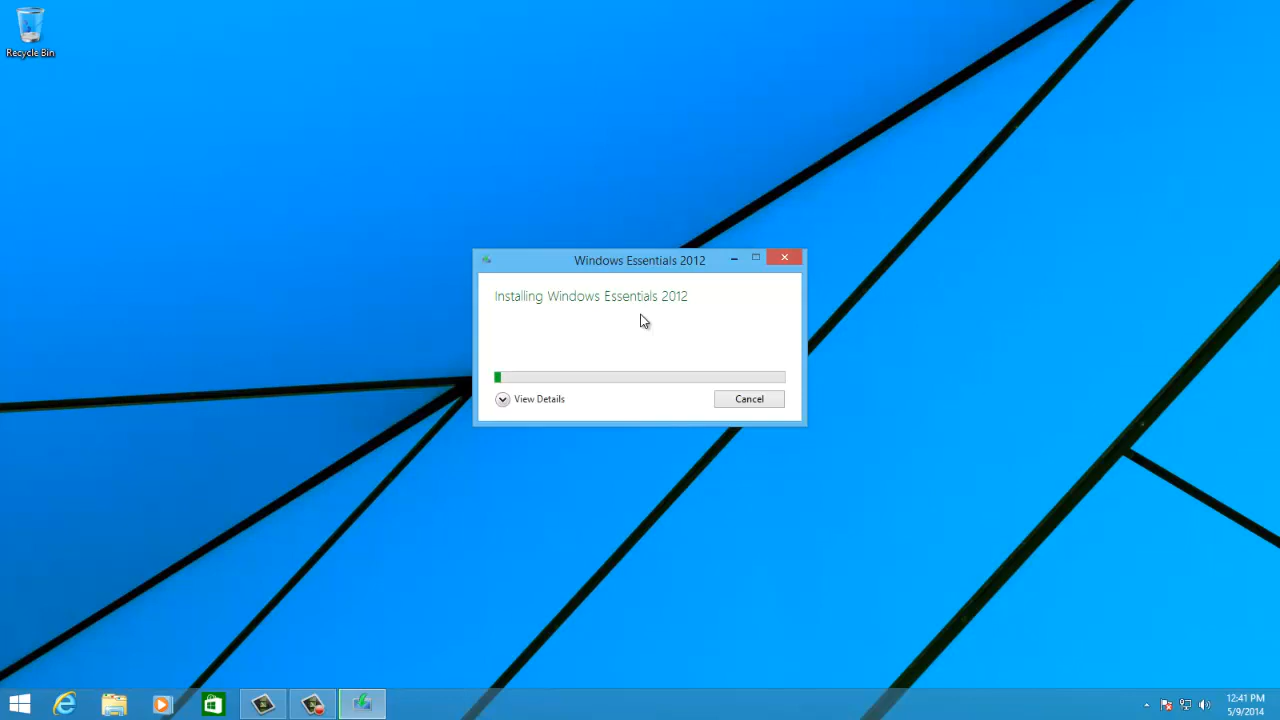 Recycle Bin
Windows Essentials 2012
Installing Windows Essentials 2012
View Details
Cancel
12:41 PM
5/9/2014